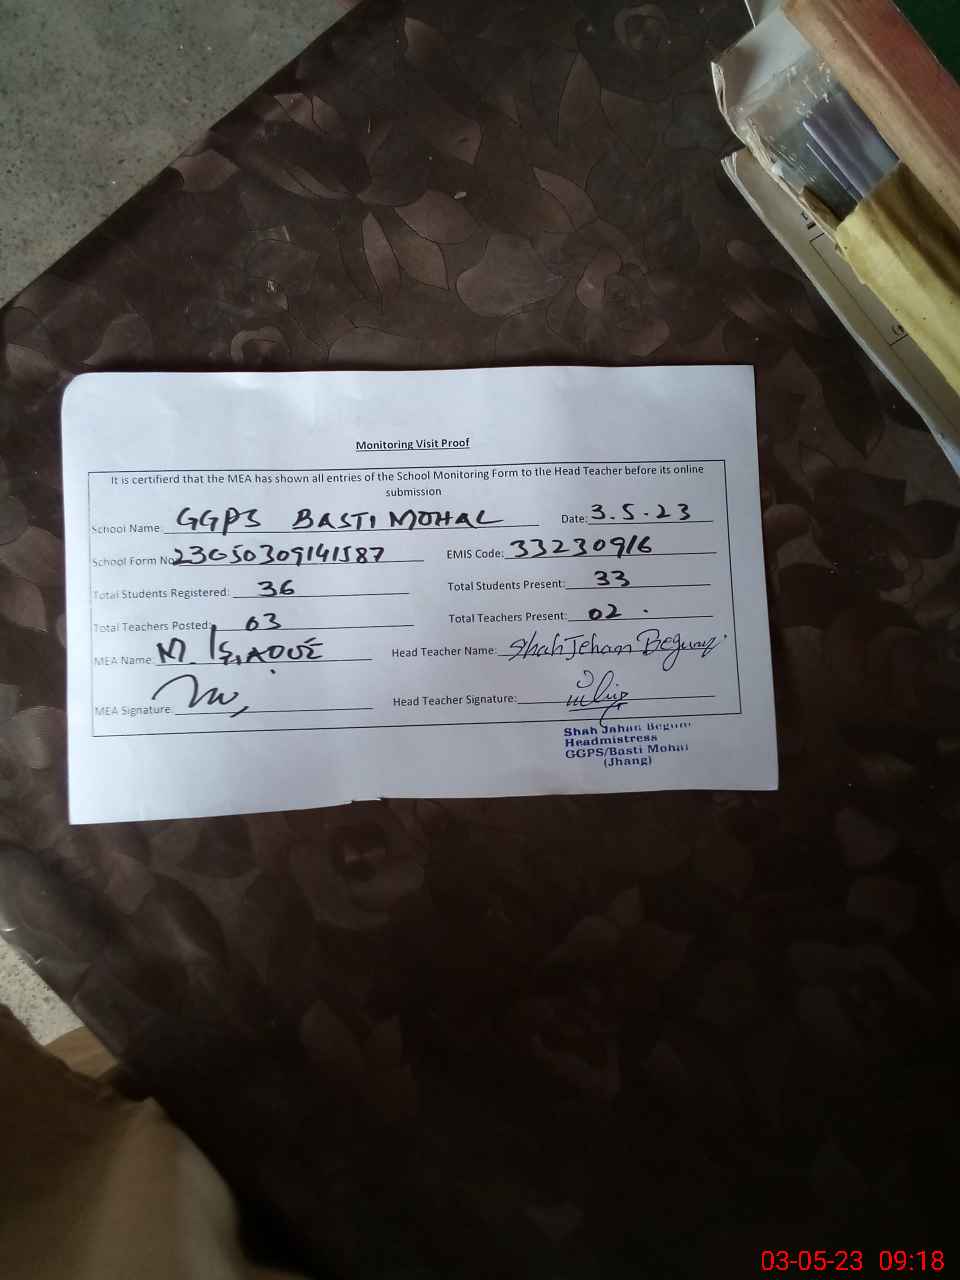 Monitoring Visit Proof
It is certifierd that the MEA has shown all entries of the School Monitoring Form to the Head Teacher before its online
submission
School Name: GGPS BASTI MOHAL Date: 3.5.23
School Form No 23050309141587 EMIS Code: 33230916
Total Students Registered: 36 Total Students Present: 33
Total Teachers Posted: 03 Total Teachers Present: 02
MEA Name: M. Head Teacher Name: Shah Jeham Begum
MEA Signature: Head Teacher Signature:
Shah Jahan Begum
Headmistress
GGPS/Basti Mohal
(Jhang)
03-05-23 09:18